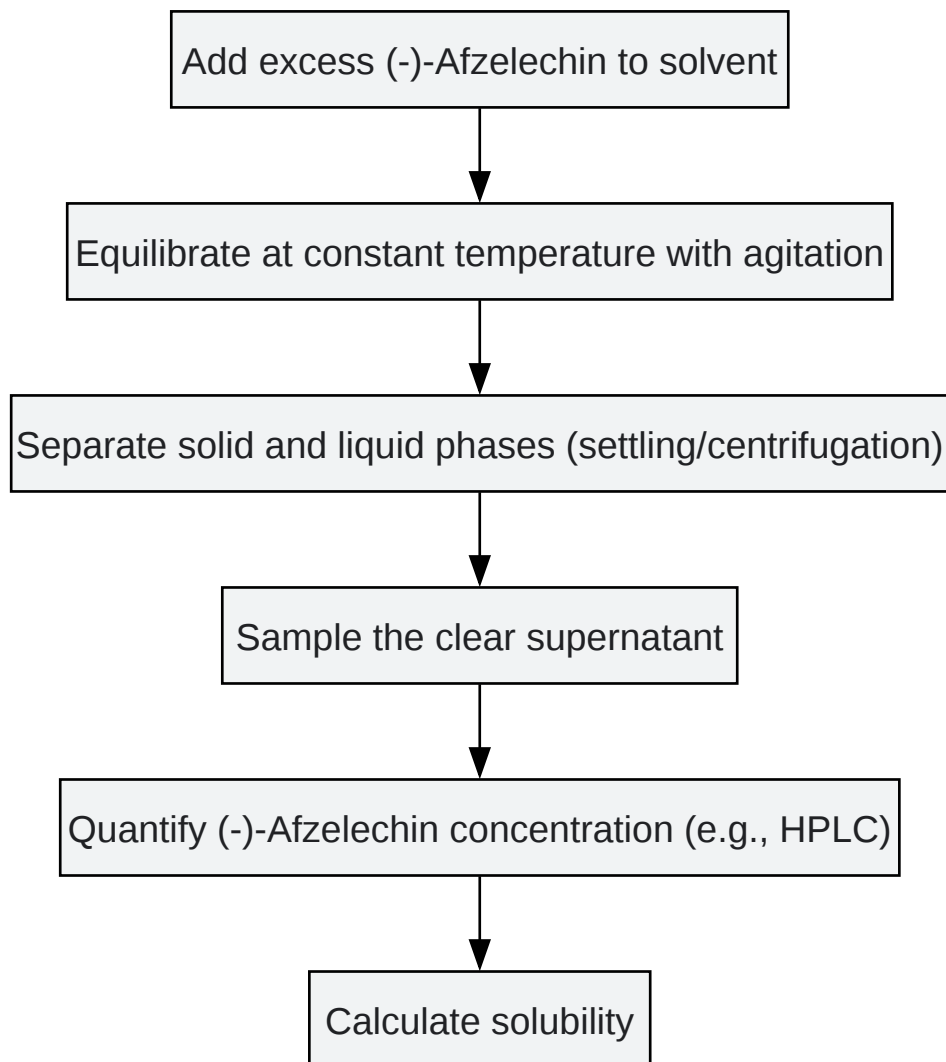 Add excess (-)-Afzelechin to solvent
Equilibrate at constant temperature with agitation
Separate solid and liquid phases (settling/centrifugation)
Sample the clear supernatant
Quantify (-)-Afzelechin concentration (e.g., HPLC)
Calculate solubility